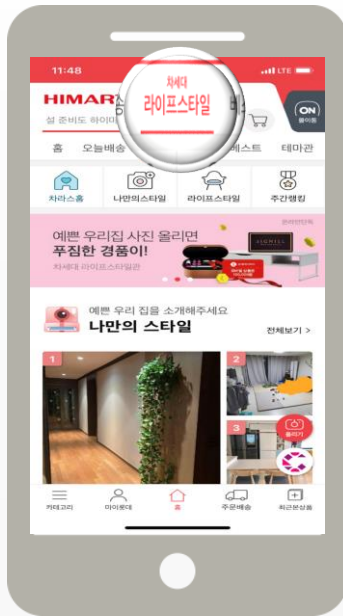 11:48
LTE
HIMAR
차세대
라이프스타일
설 준비도 하이마
ON
홈 오늘배송 베스트 테마관
차라스홈 나만의스타일 라이프스타일 주간랭킹
온라인단독
예쁜 우리집 사진 올리면
푸짐한 경품이!
차세대 라이프스타일관
예쁜 우리 집을 소개해주세요
나만의 스타일
전체보기 >
1
2
3
올리기
카테고리 마이롯데 홈 주문배송 최근본상품